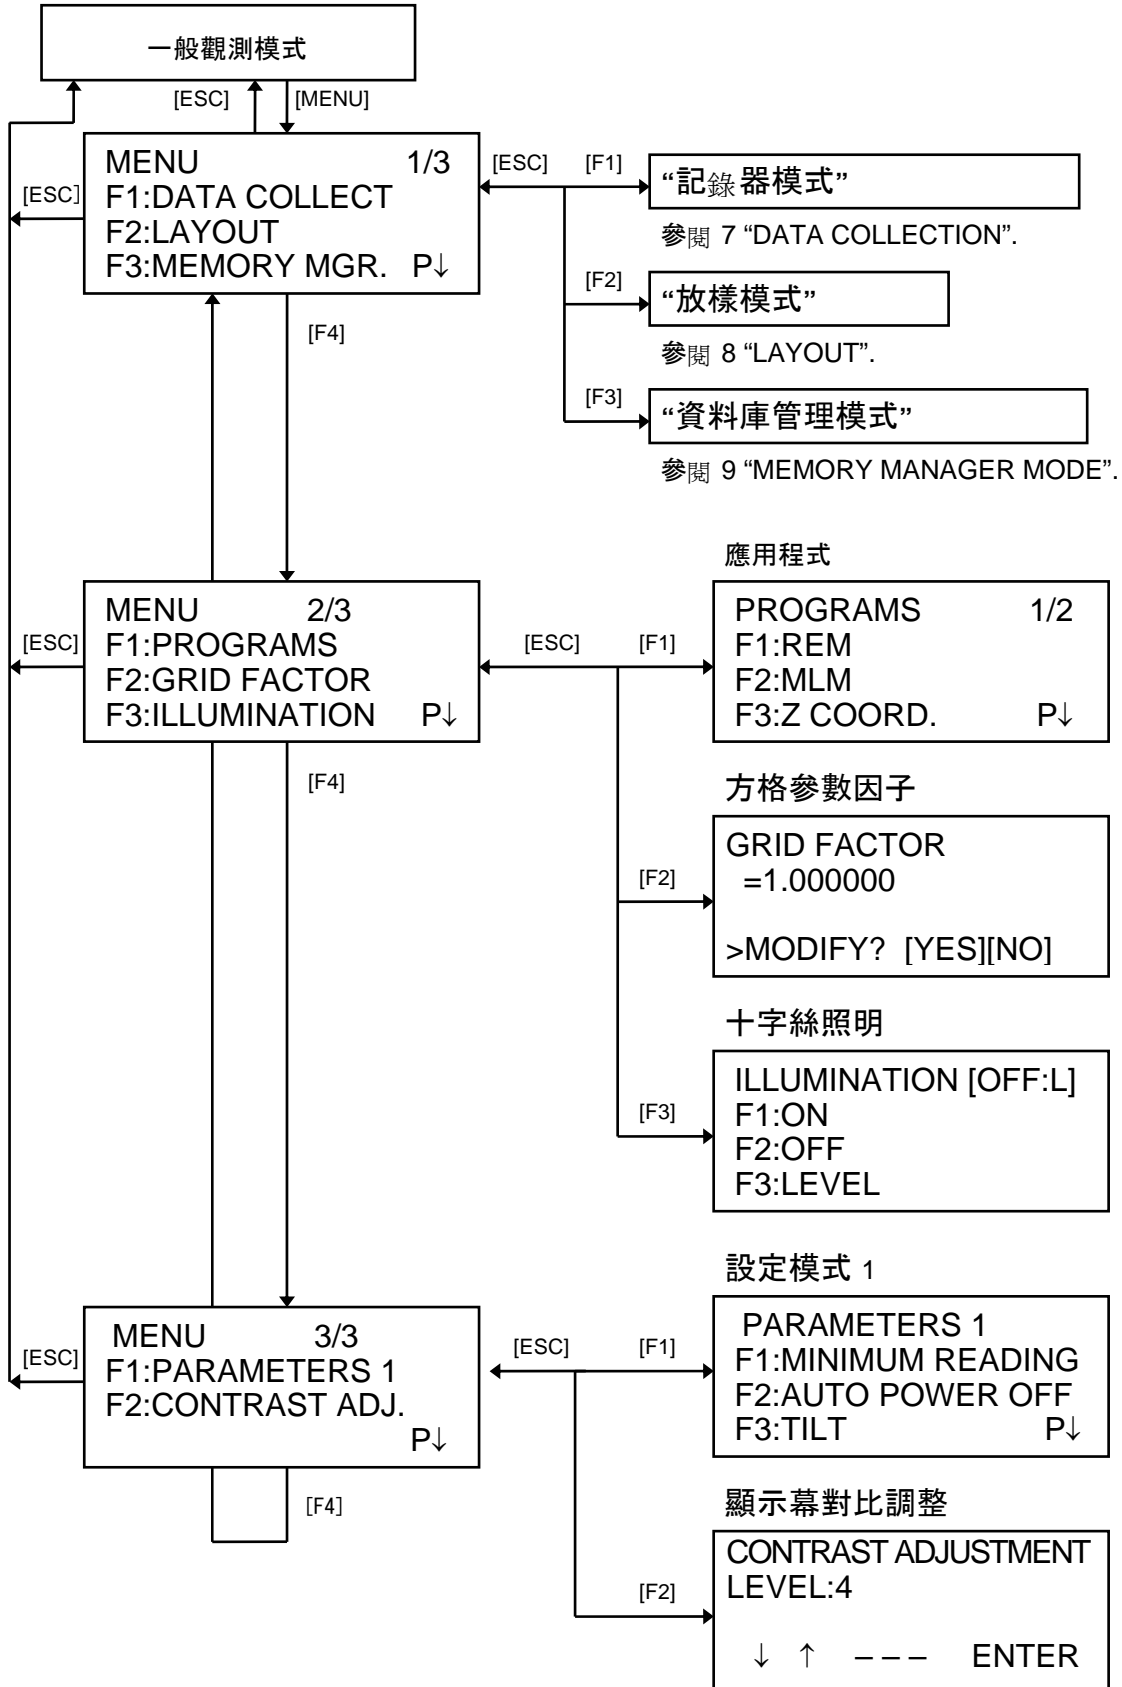 一般觀測模式
[ESC] [MENU]
MENU 1/3
F1:DATA COLLECT
F2:LAYOUT
F3:MEMORY MGR. P↓
[ESC]
[ESC] [F1]
“記錄器模式”
參閱 7 “DATA COLLECTION”.
[F2]
“放樣模式”
參閱 8 “LAYOUT”.
[F3]
“資料庫管理模式”
參閱 9 “MEMORY MANAGER MODE”.
[F4]
MENU 2/3
F1:PROGRAMS
F2:GRID FACTOR
F3:ILLUMINATION P↓
[ESC]
[ESC] [F1]
應用程式
PROGRAMS 1/2
F1:REM
F2:MLM
F3:Z COORD. P↓
[F4]
方格參數因子
[F2]
GRID FACTOR
=1.000000
>MODIFY? [YES][NO]
十字絲照明
[F3]
ILLUMINATION [OFF:L]
F1:ON
F2:OFF
F3:LEVEL
MENU 3/3
F1:PARAMETERS 1
F2:CONTRAST ADJ.
P↓
[ESC]
[ESC] [F1]
設定模式 1
PARAMETERS 1
F1:MINIMUM READING
F2:AUTO POWER OFF
F3:TILT P↓
[F4]
顯示幕對比調整
[F2]
CONTRAST ADJUSTMENT
LEVEL:4
↓ ↑ – – – ENTER